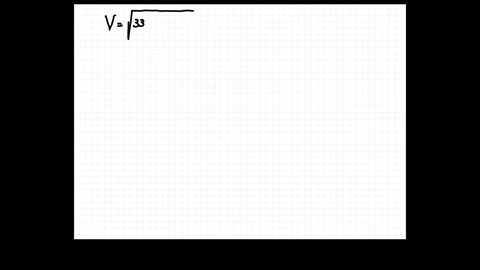 V = √33